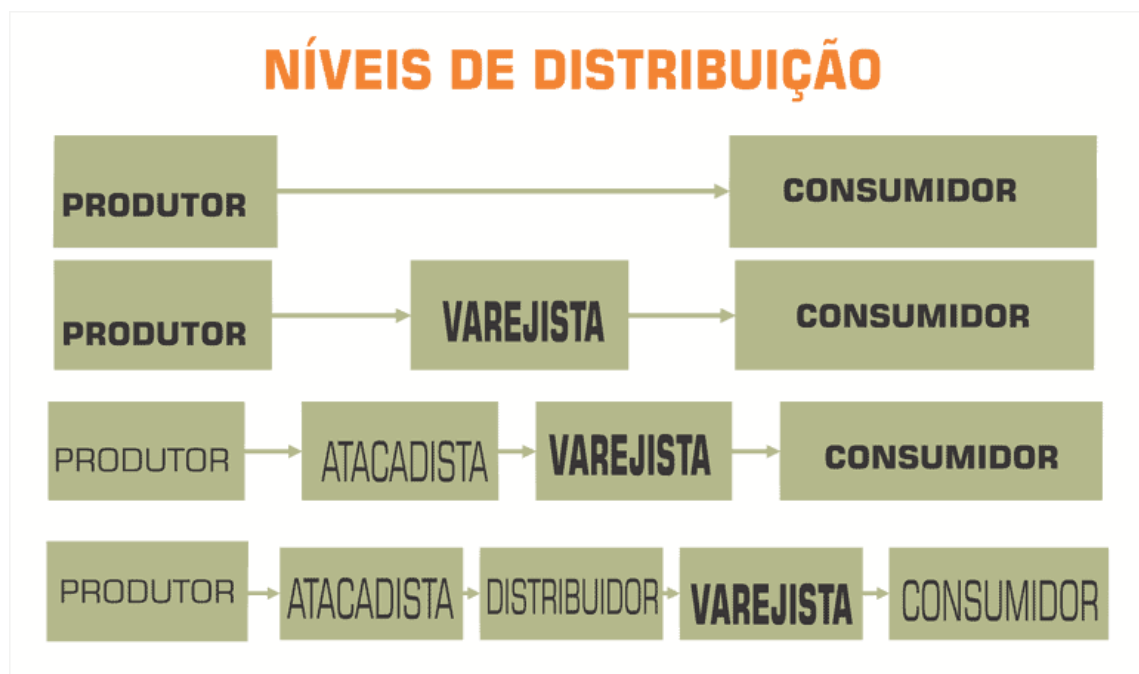 NÍVEIS DE DISTRIBUIÇÃO
PRODUTOR CONSUMIDOR
PRODUTOR VAREJISTA CONSUMIDOR
PRODUTOR ATACADISTA VAREJISTA CONSUMIDOR
PRODUTOR ATACADISTA DISTRIBUIDOR VAREJISTA CONSUMIDOR